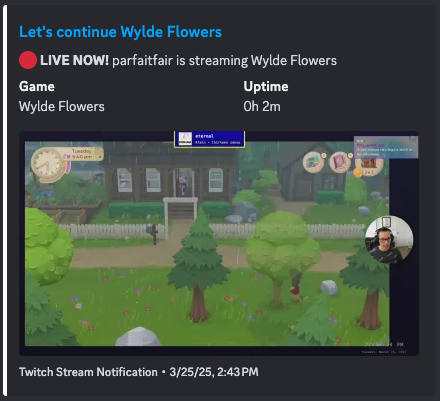 Let's continue Wylde Flowers
LIVE NOW! parfaitfair is streaming Wylde Flowers
Game
Uptime
Wylde Flowers
0h 2m
eternal
Tuesday
Twitch Stream Notification • 3/25/25, 2:43 PM